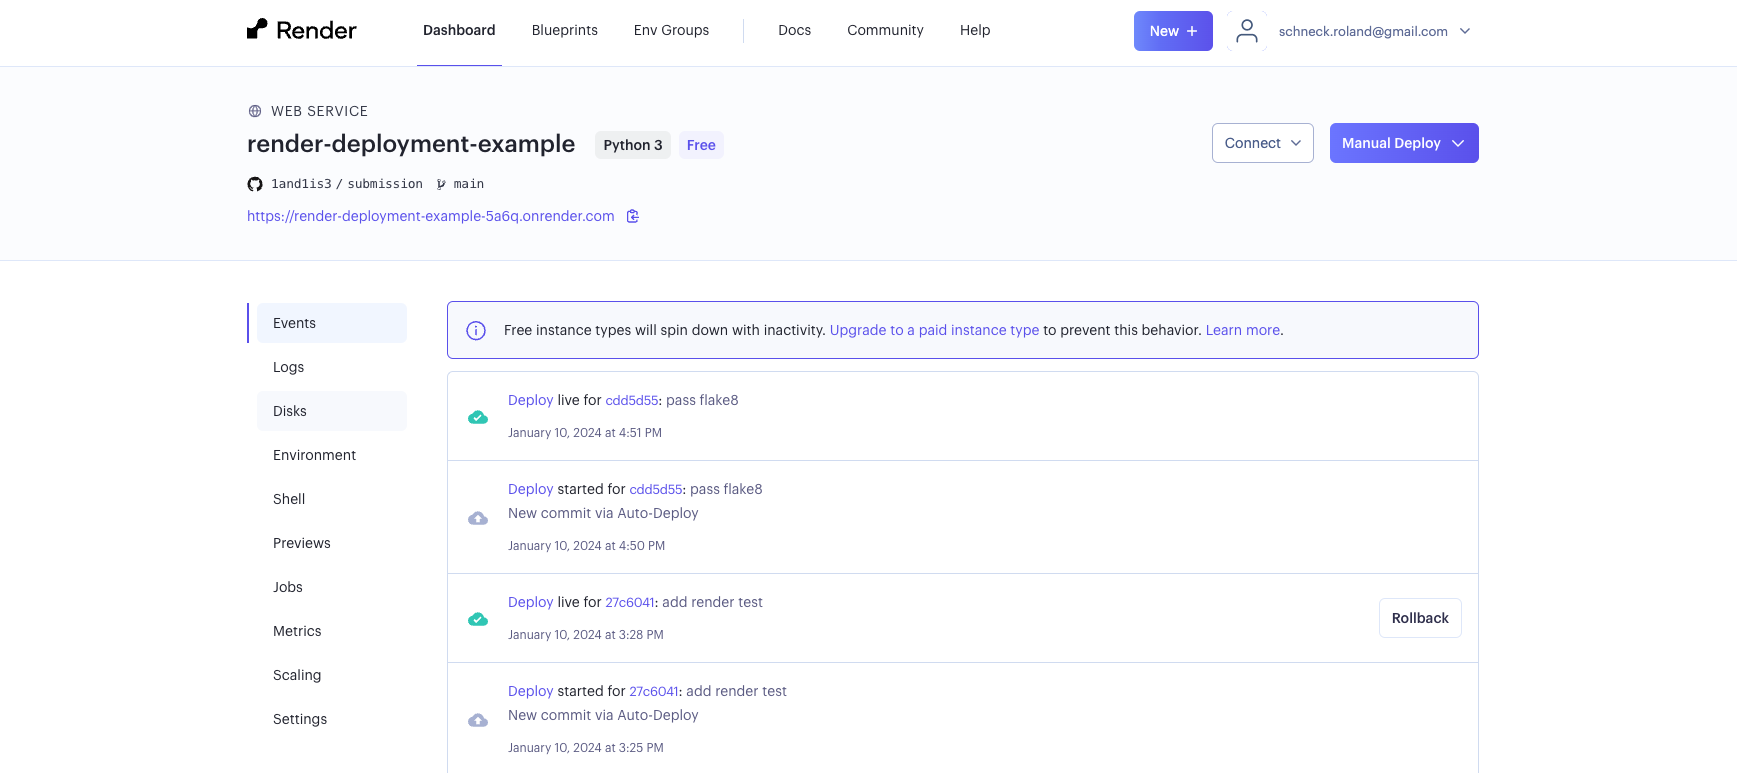 Render
Dashboard Blueprints Env Groups Docs Community Help New + schneck.roland@gmail.com
WEB SERVICE
render-deployment-example Python 3 Free
Connect Manual Deploy
1and1is3 / submission main
https://render-deployment-example-5a6q.onrender.com
Events
Logs
Disks
Environment
Shell
Previews
Jobs
Metrics
Scaling
Settings
Free instance types will spin down with inactivity. Upgrade to a paid instance type to prevent this behavior. Learn more.
Deploy live for cdd5d55: pass flake8
January 10, 2024 at 4:51 PM
Deploy started for cdd5d55: pass flake8
New commit via Auto-Deploy
January 10, 2024 at 4:50 PM
Deploy live for 27c6041: add render test
January 10, 2024 at 3:28 PM
Rollback
Deploy started for 27c6041: add render test
New commit via Auto-Deploy
January 10, 2024 at 3:25 PM